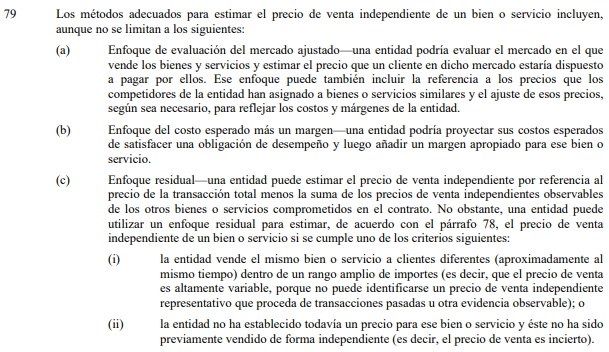 79 Los métodos adecuados para estimar el precio de venta independiente de un bien o servicio incluyen,
aunque no se limitan a los siguientes:
(a) Enfoque de evaluación del mercado ajustado—una entidad podría evaluar el mercado en el que
vende los bienes y servicios y estimar el precio que un cliente en dicho mercado estaría dispuesto
a pagar por ellos. Ese enfoque puede también incluir la referencia a los precios que los
competidores de la entidad han asignado a bienes o servicios similares y el ajuste de esos precios,
según sea necesario, para reflejar los costos y márgenes de la entidad.
(b) Enfoque del costo esperado más un margen—una entidad podría proyectar sus costos esperados
de satisfacer una obligación de desempeño y luego añadir un margen apropiado para ese bien o
servicio.
(c) Enfoque residual—una entidad puede estimar el precio de venta independiente por referencia al
precio de la transacción total menos la suma de los precios de venta independientes observables
de los otros bienes o servicios comprometidos en el contrato. No obstante, una entidad puede
utilizar un enfoque residual para estimar, de acuerdo con el párrafo 78, el precio de venta
independiente de un bien o servicio si se cumple uno de los criterios siguientes:
(i) la entidad vende el mismo bien o servicio a clientes diferentes (aproximadamente al
mismo tiempo) dentro de un rango amplio de importes (es decir, que el precio de venta
es altamente variable, porque no puede identificarse un precio de venta independiente
representativo que proceda de transacciones pasadas u otra evidencia observable); o
(ii) la entidad no ha establecido todavía un precio para ese bien o servicio y éste no ha sido
previamente vendido de forma independiente (es decir, el precio de venta es incierto).